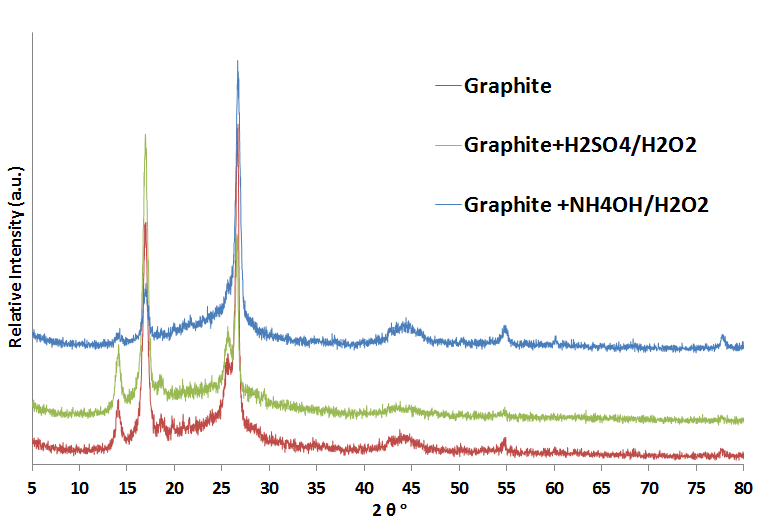 Graphite
Graphite+H2SO4/H2O2
Graphite +NH4OH/H2O2
Relative Intensity (a.u.)
5 10 15 20 25 30 35 40 45 50 55 60 65 70 75 80
2 θ °